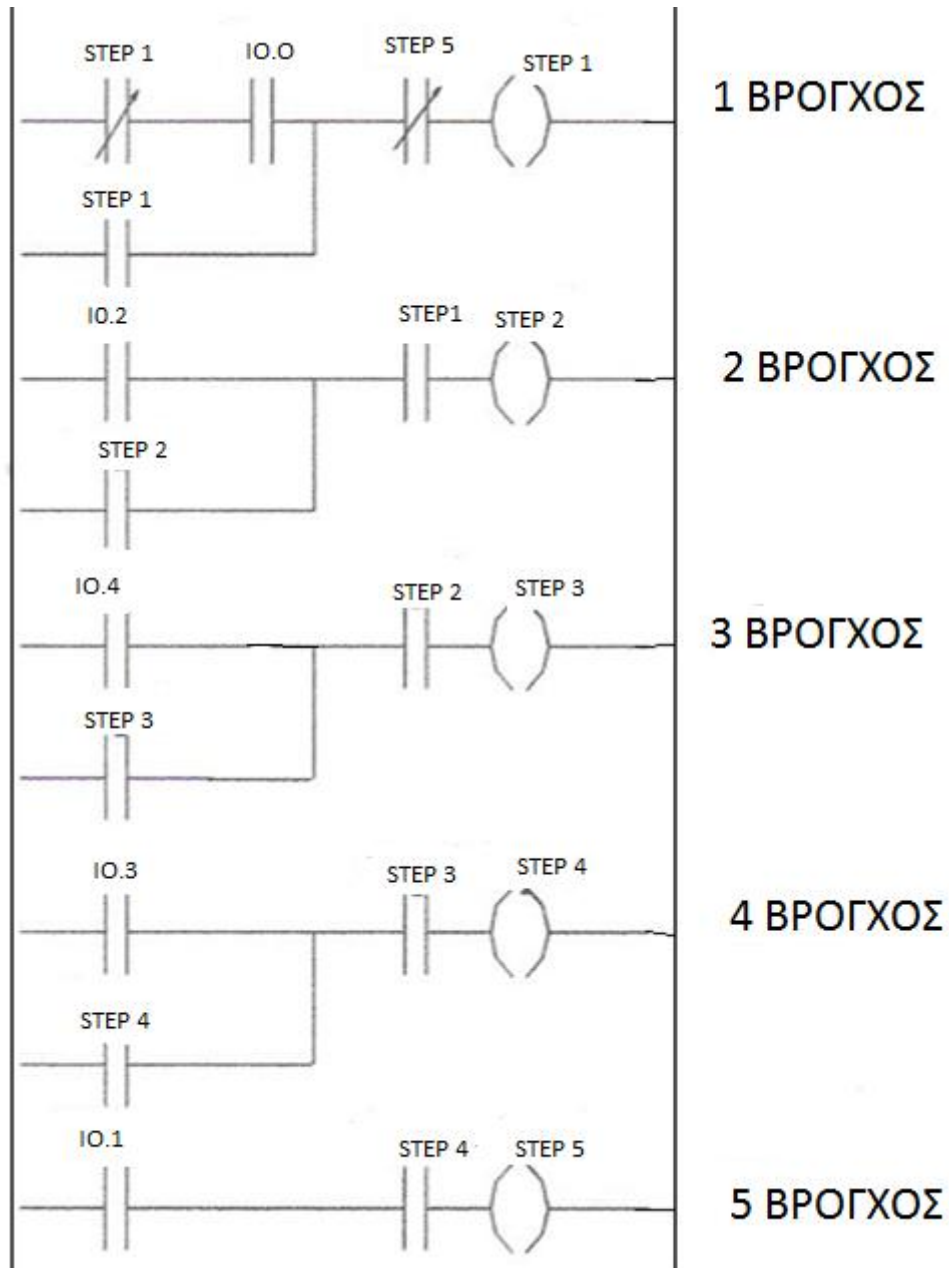 STEP 1
IO.O
STEP 5
STEP 1
1 ΒΡΟΓΧΟΣ
STEP 1
IO.2
STEP1
STEP 2
2 ΒΡΟΓΧΟΣ
STEP 2
IO.4
STEP 2
STEP 3
3 ΒΡΟΓΧΟΣ
STEP 3
IO.3
STEP 3
STEP 4
4 ΒΡΟΓΧΟΣ
STEP 4
IO.1
STEP 4
STEP 5
5 ΒΡΟΓΧΟΣ